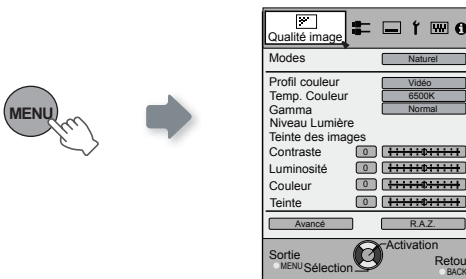 MENU
Qualité image
Modes Naturel
Profil couleur Vidéo
Temp. Couleur 6500K
Gamma Normal
Niveau Lumière
Teinte des images
Contraste 0
Luminosité 0
Couleur 0
Teinte 0
Avancé R.A.Z.
Activation
Sortie Retou
MENU Sélection BACK